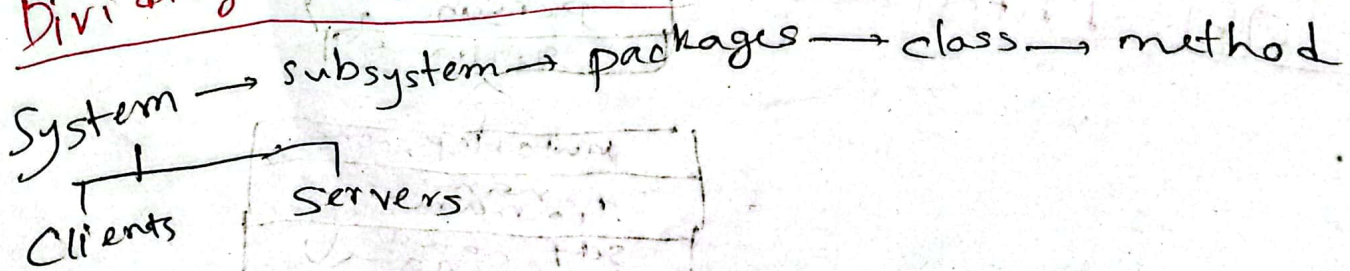 System → subsystem → packages → class → method
Clients Servers